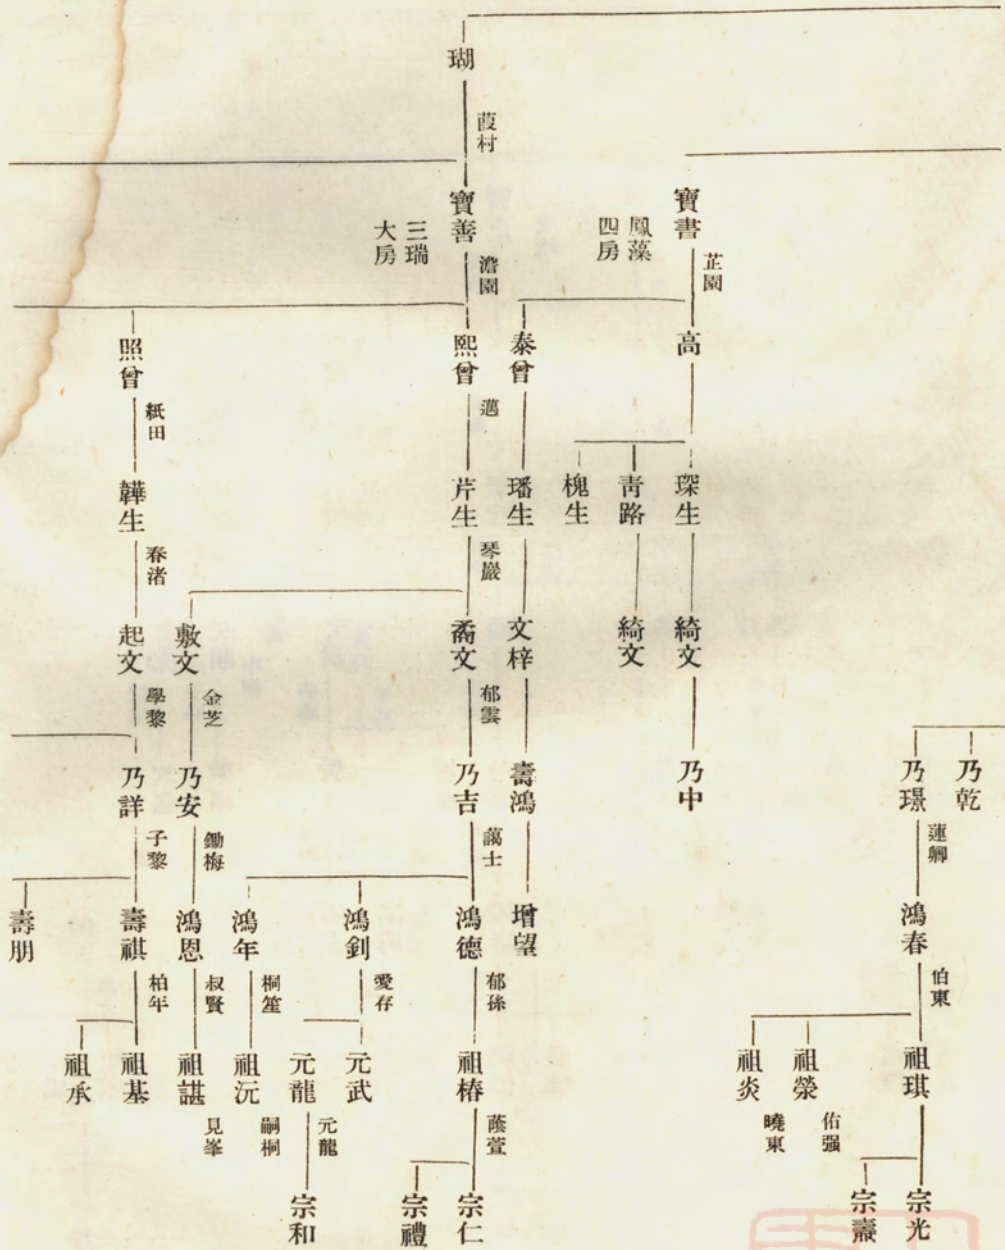 瑚
葭村
寶書
芷園
鳳藻
四房
寶善
澹園
三瑞
大房
高
泰曾
熙曾
邁
照曾
紙田
琛生
青路
槐生
璠生
芹生
琴巖
韡生
春渚
綺文
綺文
文梓
矞文
郁雲
敷文
金芝
起文
學黎
乃乾
乃璟
蓮卿
乃中
壽鴻
乃吉
藹士
乃安
鋤梅
乃詳
子黎
鴻春
伯東
增望
鴻德
郁孫
鴻釗
愛存
鴻年
桐笙
鴻恩
叔賢
壽祺
柏年
壽朋
祖琪
祖榮
佑强
祖炎
曉東
祖椿
蔭萱
元武
元龍
元龍
祖沅
嗣桐
祖諶
見峯
祖基
祖承
宗光
宗壽
宗仁
宗禮
宗和